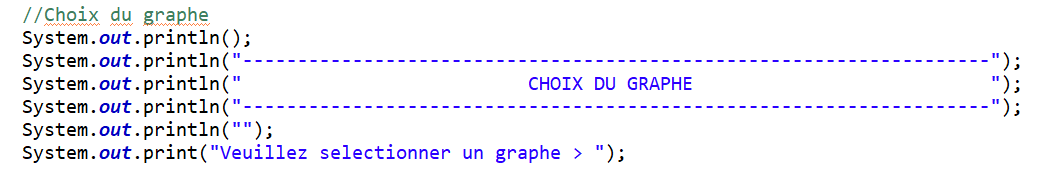 //Choix du graphe
System.out.println();
System.out.println("--------------------------------------------------------------------");
System.out.println("                          CHOIX DU GRAPHE                           ");
System.out.println("--------------------------------------------------------------------");
System.out.println("");
System.out.print("Veuillez selectionner un graphe > ");